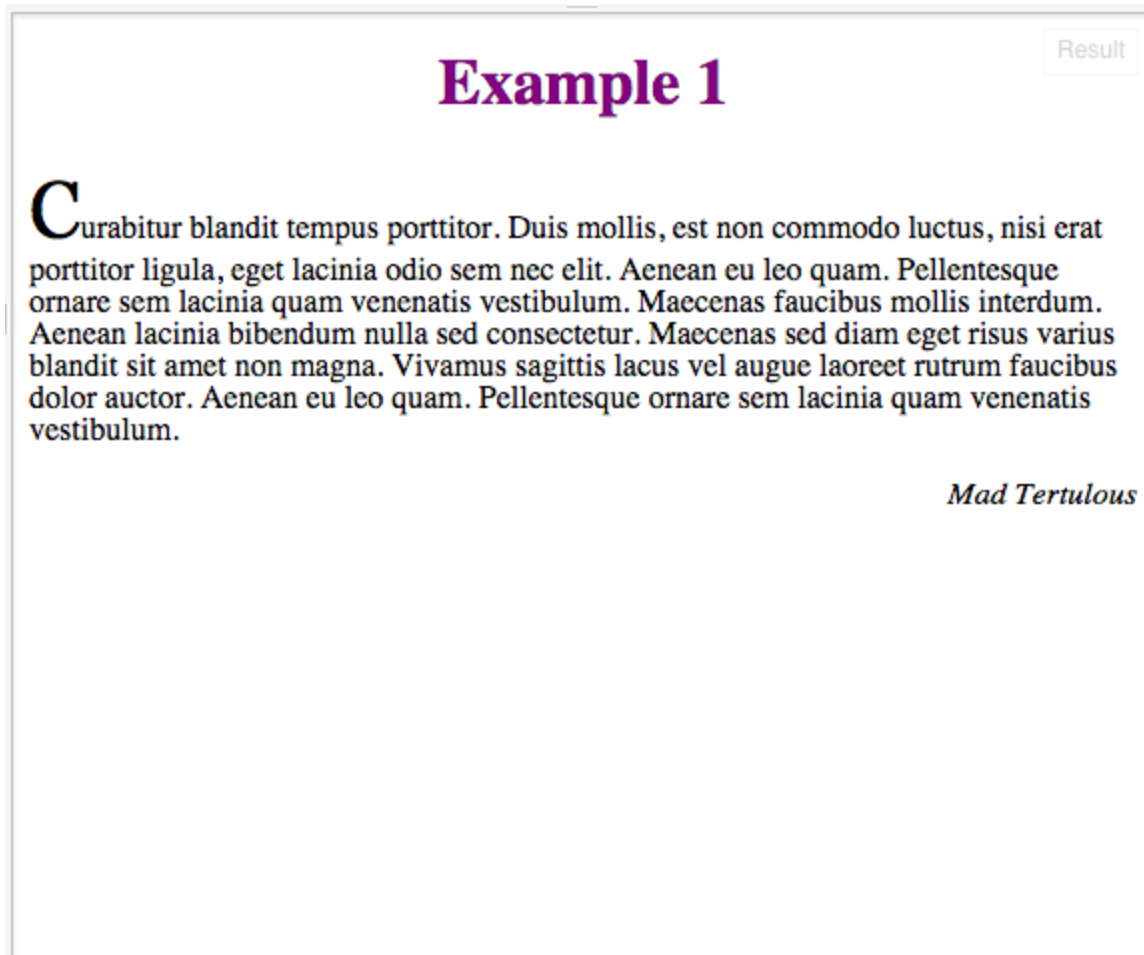 Result
Example 1
Curabitur blandit tempus porttitor. Duis mollis, est non commodo luctus, nisi erat
porttitor ligula, eget lacinia odio sem nec elit. Aenean eu leo quam. Pellentesque
ornare sem lacinia quam venenatis vestibulum. Maecenas faucibus mollis interdum.
Aenean lacinia bibendum nulla sed consectetur. Maecenas sed diam eget risus varius
blandit sit amet non magna. Vivamus sagittis lacus vel augue laoreet rutrum faucibus
dolor auctor. Aenean eu leo quam. Pellentesque ornare sem lacinia quam venenatis
vestibulum.
Mad Tertulous